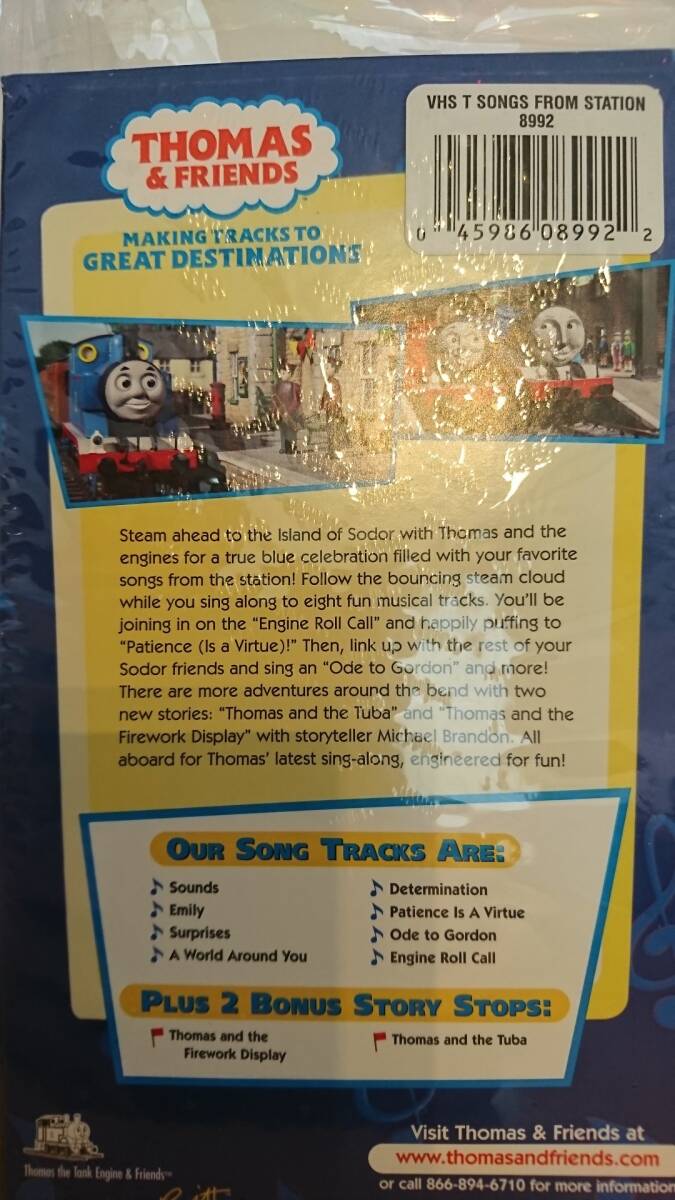 VHS T SONGS FROM STATION
8992
0 45986 08992 2
THOMAS
& FRIENDS
MAKING TRACKS TO
GREAT DESTINATIONS
Steam ahead to the Island of Sodor with Thomas and the
engines for a true blue celebration filled with your favorite
songs from the station! Follow the bouncing steam cloud
while you sing along to eight fun musical tracks. You'll be
joining in on the "Engine Roll Call" and happily puffing to
"Patience (Is a Virtue)!" Then, link up with the rest of your
Sodor friends and sing an "Ode to Gordon" and more!
There are more adventures around the bend with two
new stories: "Thomas and the Tuba" and "Thomas and the
Firework Display" with storyteller Michael Brandon. All
aboard for Thomas' latest sing-along, engineered for fun!
OUR SONG TRACKS ARE:
Sounds
Emily
Surprises
A World Around You
Determination
Patience Is A Virtue
Ode to Gordon
Engine Roll Call
PLUS 2 BONUS STORY STOPS:
Thomas and the
Firework Display
Thomas and the Tuba
Thomas the Tank Engine & Friends™
Visit Thomas & Friends at
www.thomasandfriends.com
or call 866-894-6710 for more information